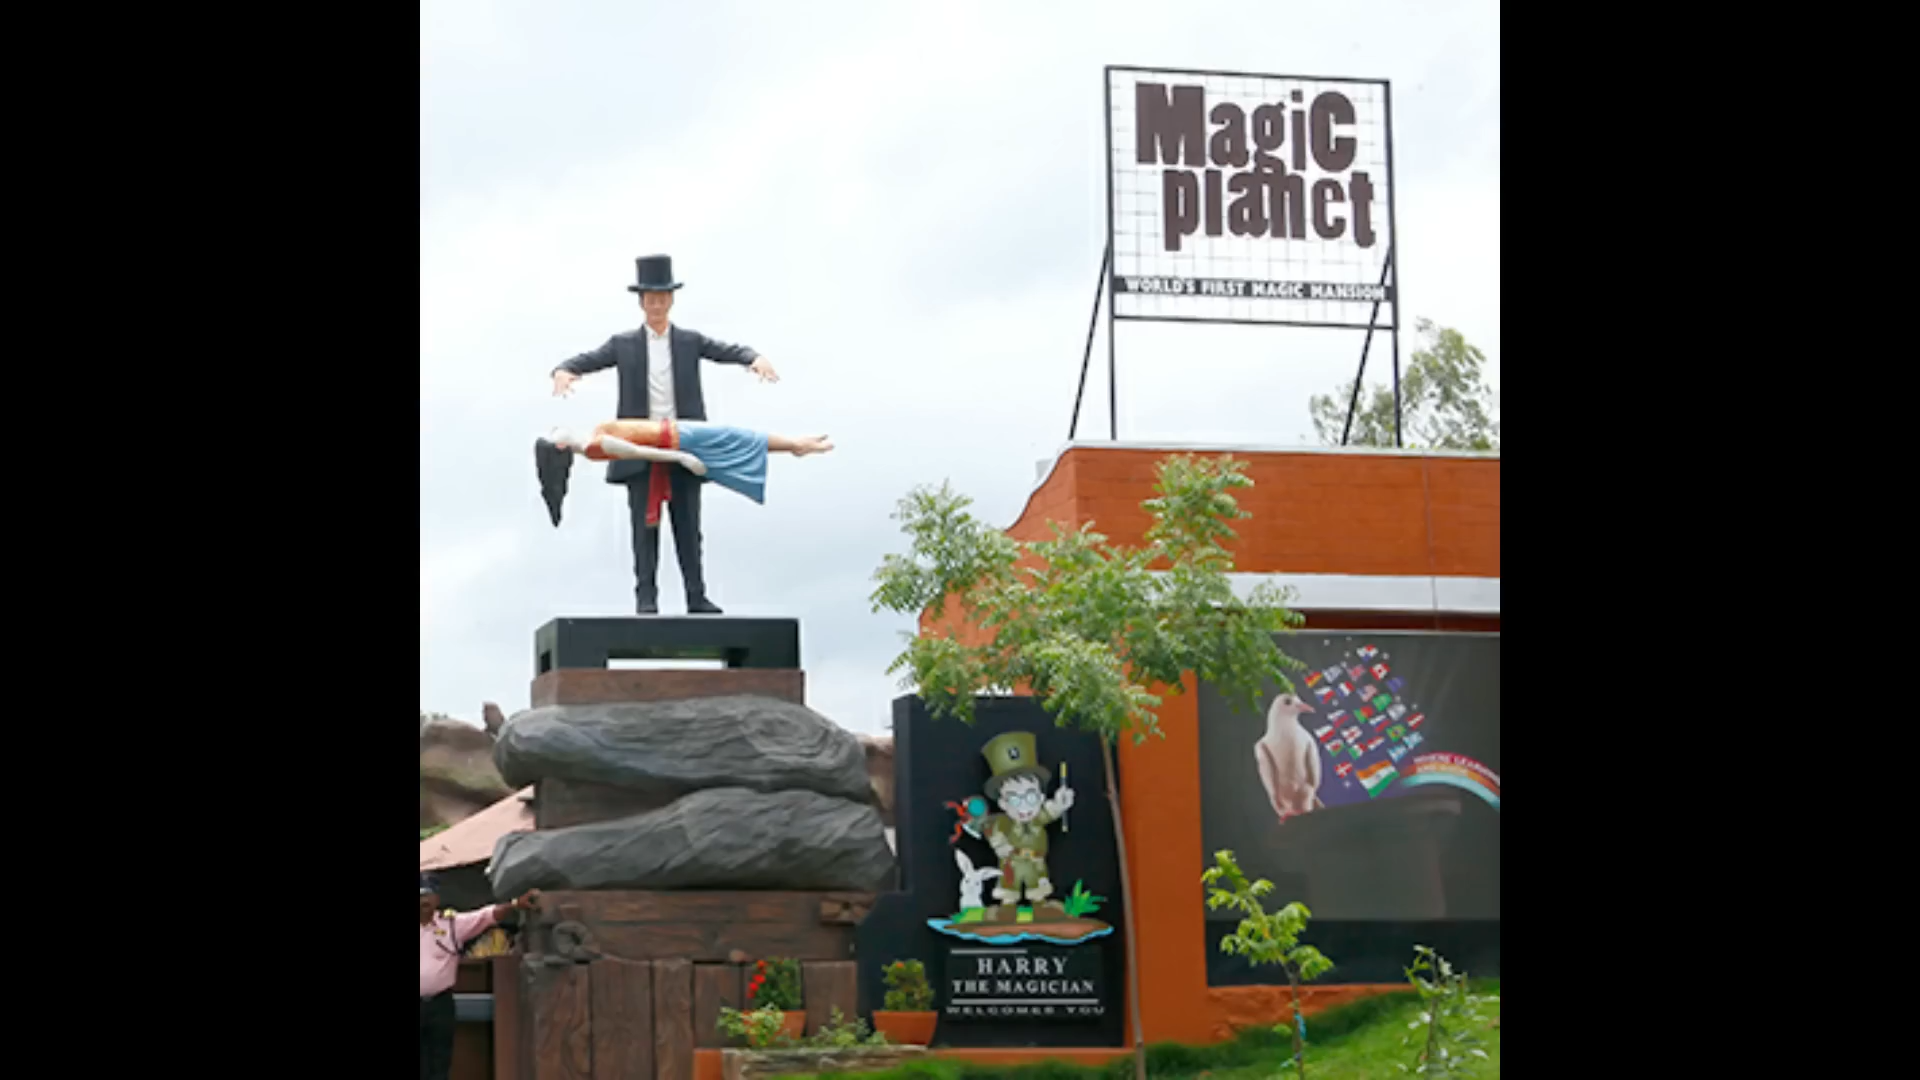 MagiC
planet
WORLD'S FIRST MAGIC MANSION
HARRY
THE MAGICIAN
WELCOMES YOU